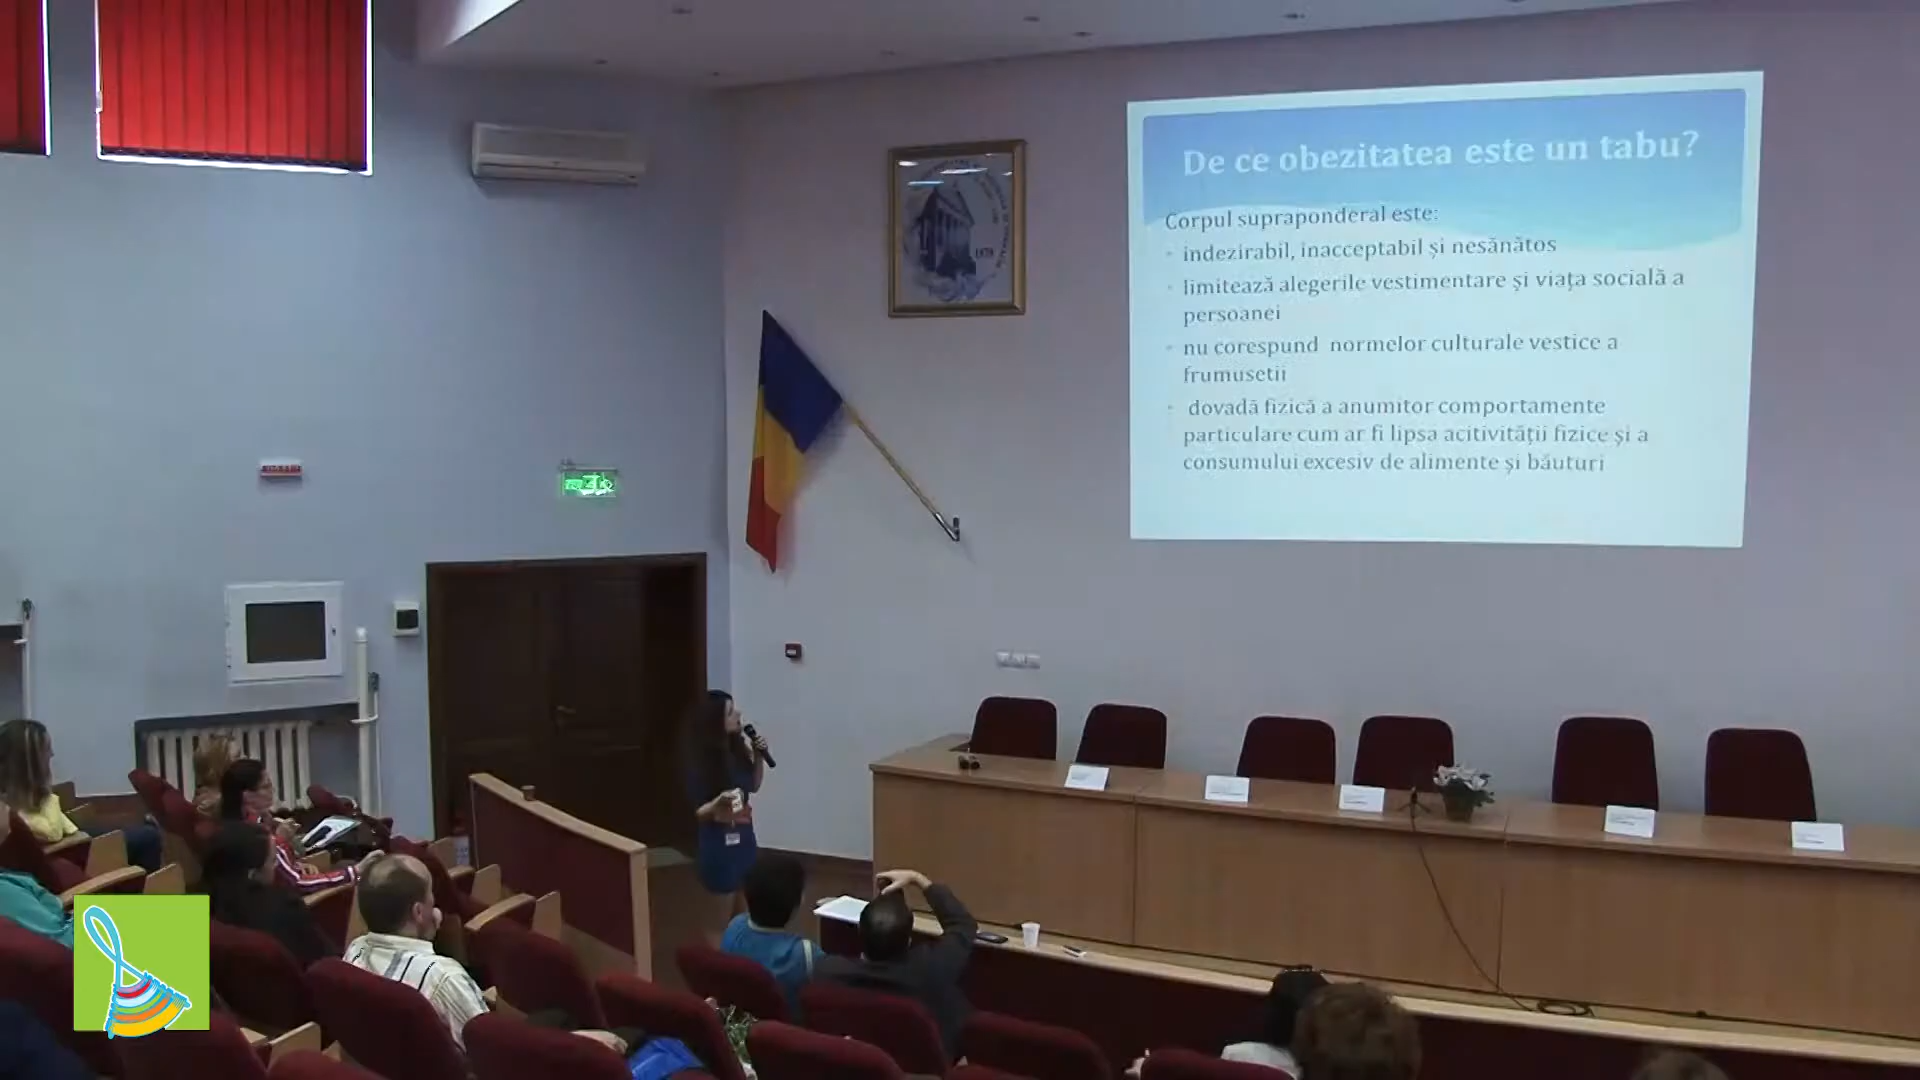 De ce obezitatea este un tabu?
Corpul supraponderal este:
indezirabil, inacceptabil și nesănătos
limitează alegerile vestimentare și viața socială a
persoanei
nu corespund normelor culturale vestice a
frumusetii
dovadă fizică a anumitor comportamente
particulare cum ar fi lipsa acitivității fizice și a
consumului excesiv de alimente și băuturi